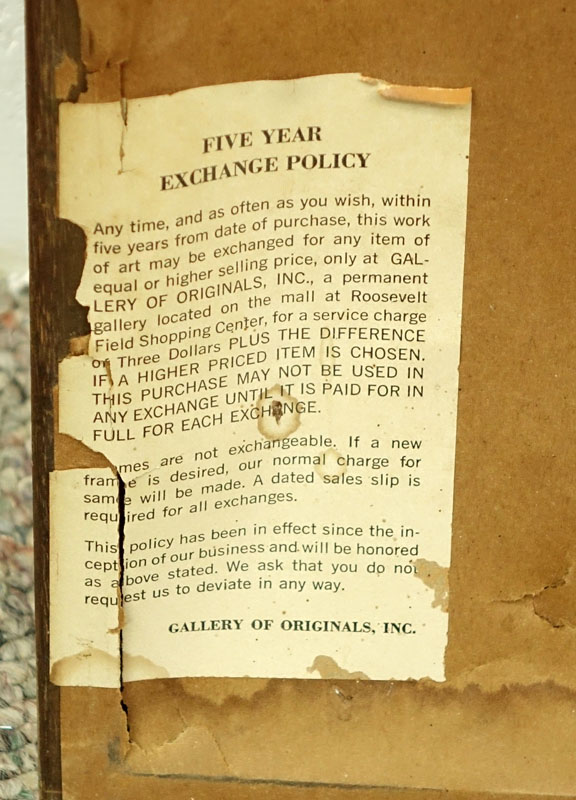 FIVE YEAR
EXCHANGE POLICY
Any time, and as often as you wish, within
five years from date of purchase, this work
of art may be exchanged for any item of
equal or higher selling price, only at GAL-
LERY OF ORIGINALS, INC., a permanent
gallery located on the mall at Roosevelt
Field Shopping Center, for a service charge
of Three Dollars PLUS THE DIFFERENCE
IF A HIGHER PRICED ITEM IS CHOSEN.
THIS PURCHASE MAY NOT BE USED IN
ANY EXCHANGE UNTIL IT IS PAID FOR IN
FULL FOR EACH EXCHANGE.
mes are not exchangeable. If a new
frame is desired, our normal charge for
same will be made. A dated sales slip is
required for all exchanges.
This policy has been in effect since the in-
ception of our business and will be honored
as above stated. We ask that you do not
request us to deviate in any way.
GALLERY OF ORIGINALS, INC.